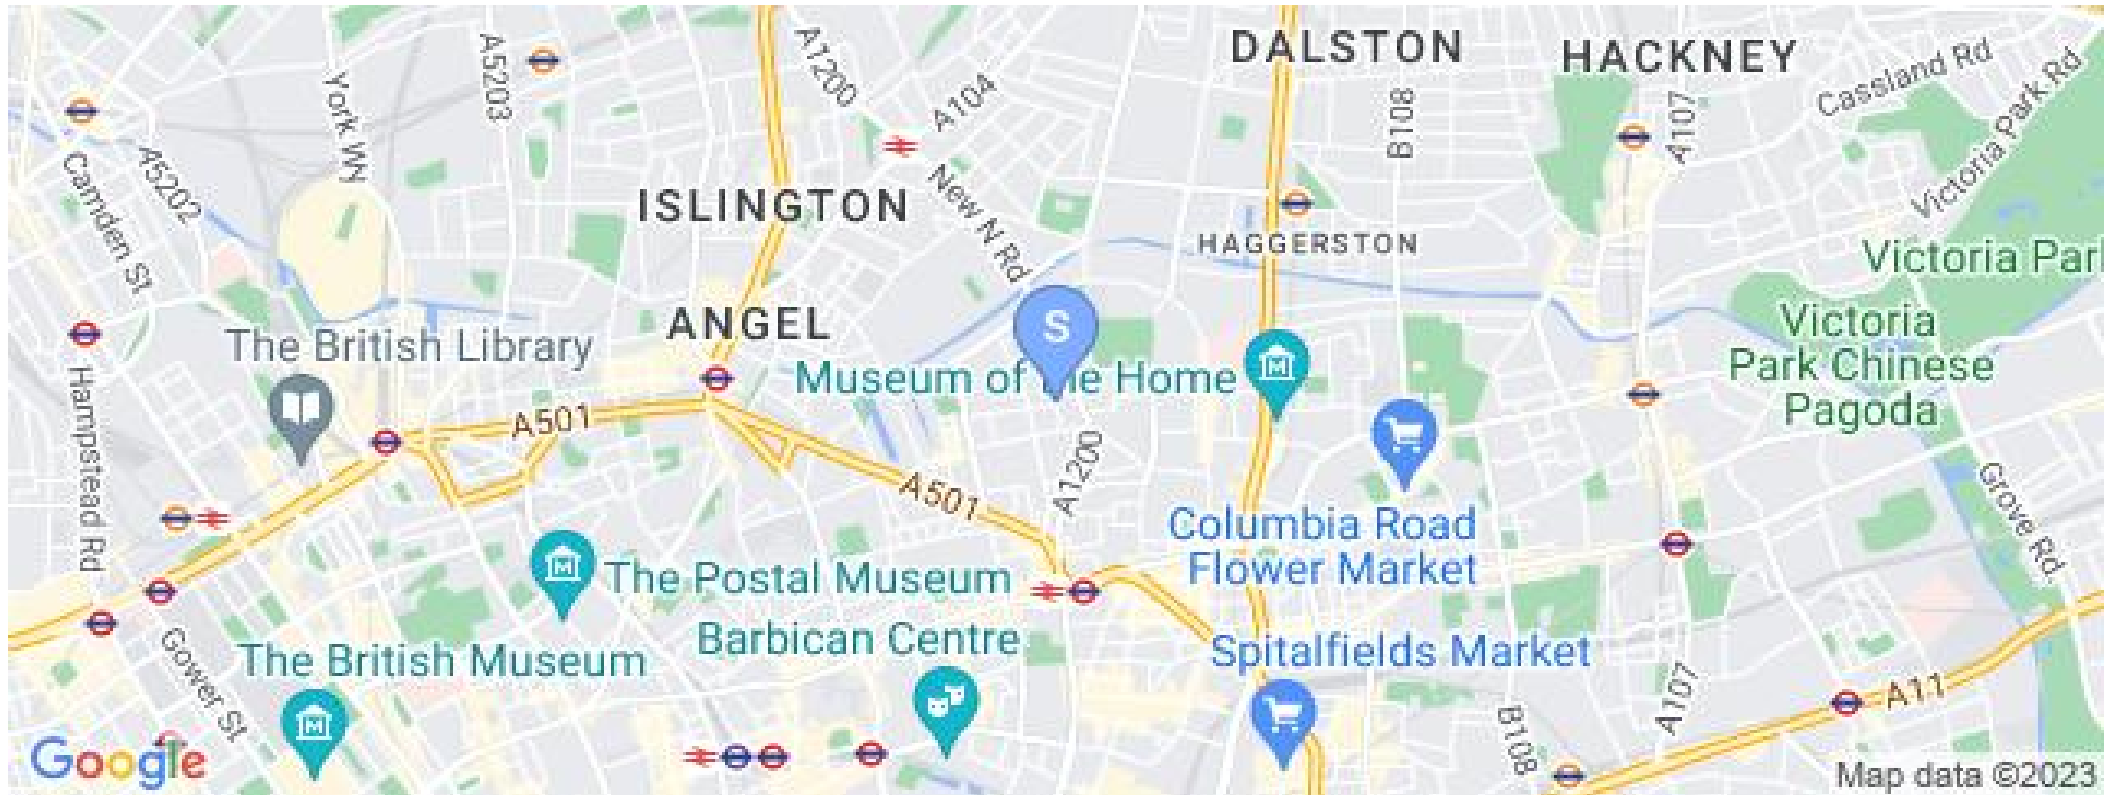 DALSTON
HACKNEY
A5203
A1200
A104
Cassland Rd
York Wy
B108
A107
Victoria Park Rd
Camden St
A5202
ISLINGTON
New N Rd
HAGGERSTON
Victoria Park
ANGEL
S
Victoria
Park Chinese
Pagoda
The British Library
Museum of the Home
Hampstead Rd
A501
A501
A1200
Grove Rd
Columbia Road
Flower Market
The Postal Museum
Barbican Centre
Spitalfields Market
The British Museum
Gower St
A107
A11
B108
Google
Map data ©2023